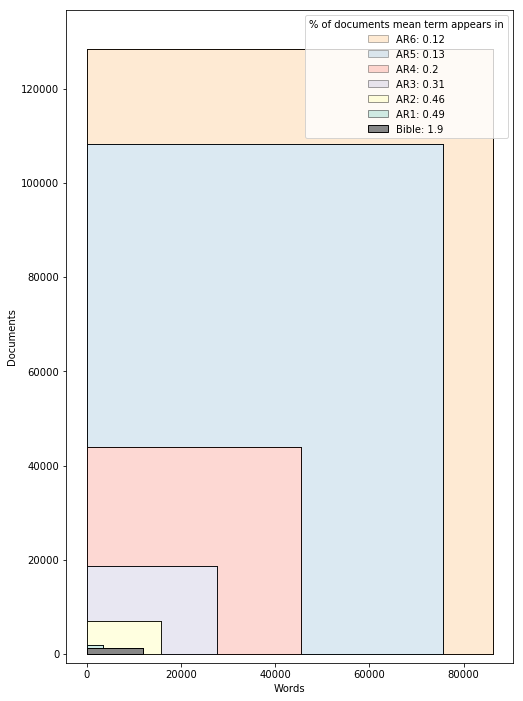 % of documents mean term appears in
AR6: 0.12
AR5: 0.13
AR4: 0.2
AR3: 0.31
AR2: 0.46
AR1: 0.49
Bible: 1.9
120000
100000
80000
60000
40000
20000
0
Documents
0 20000 40000 60000 80000
Words